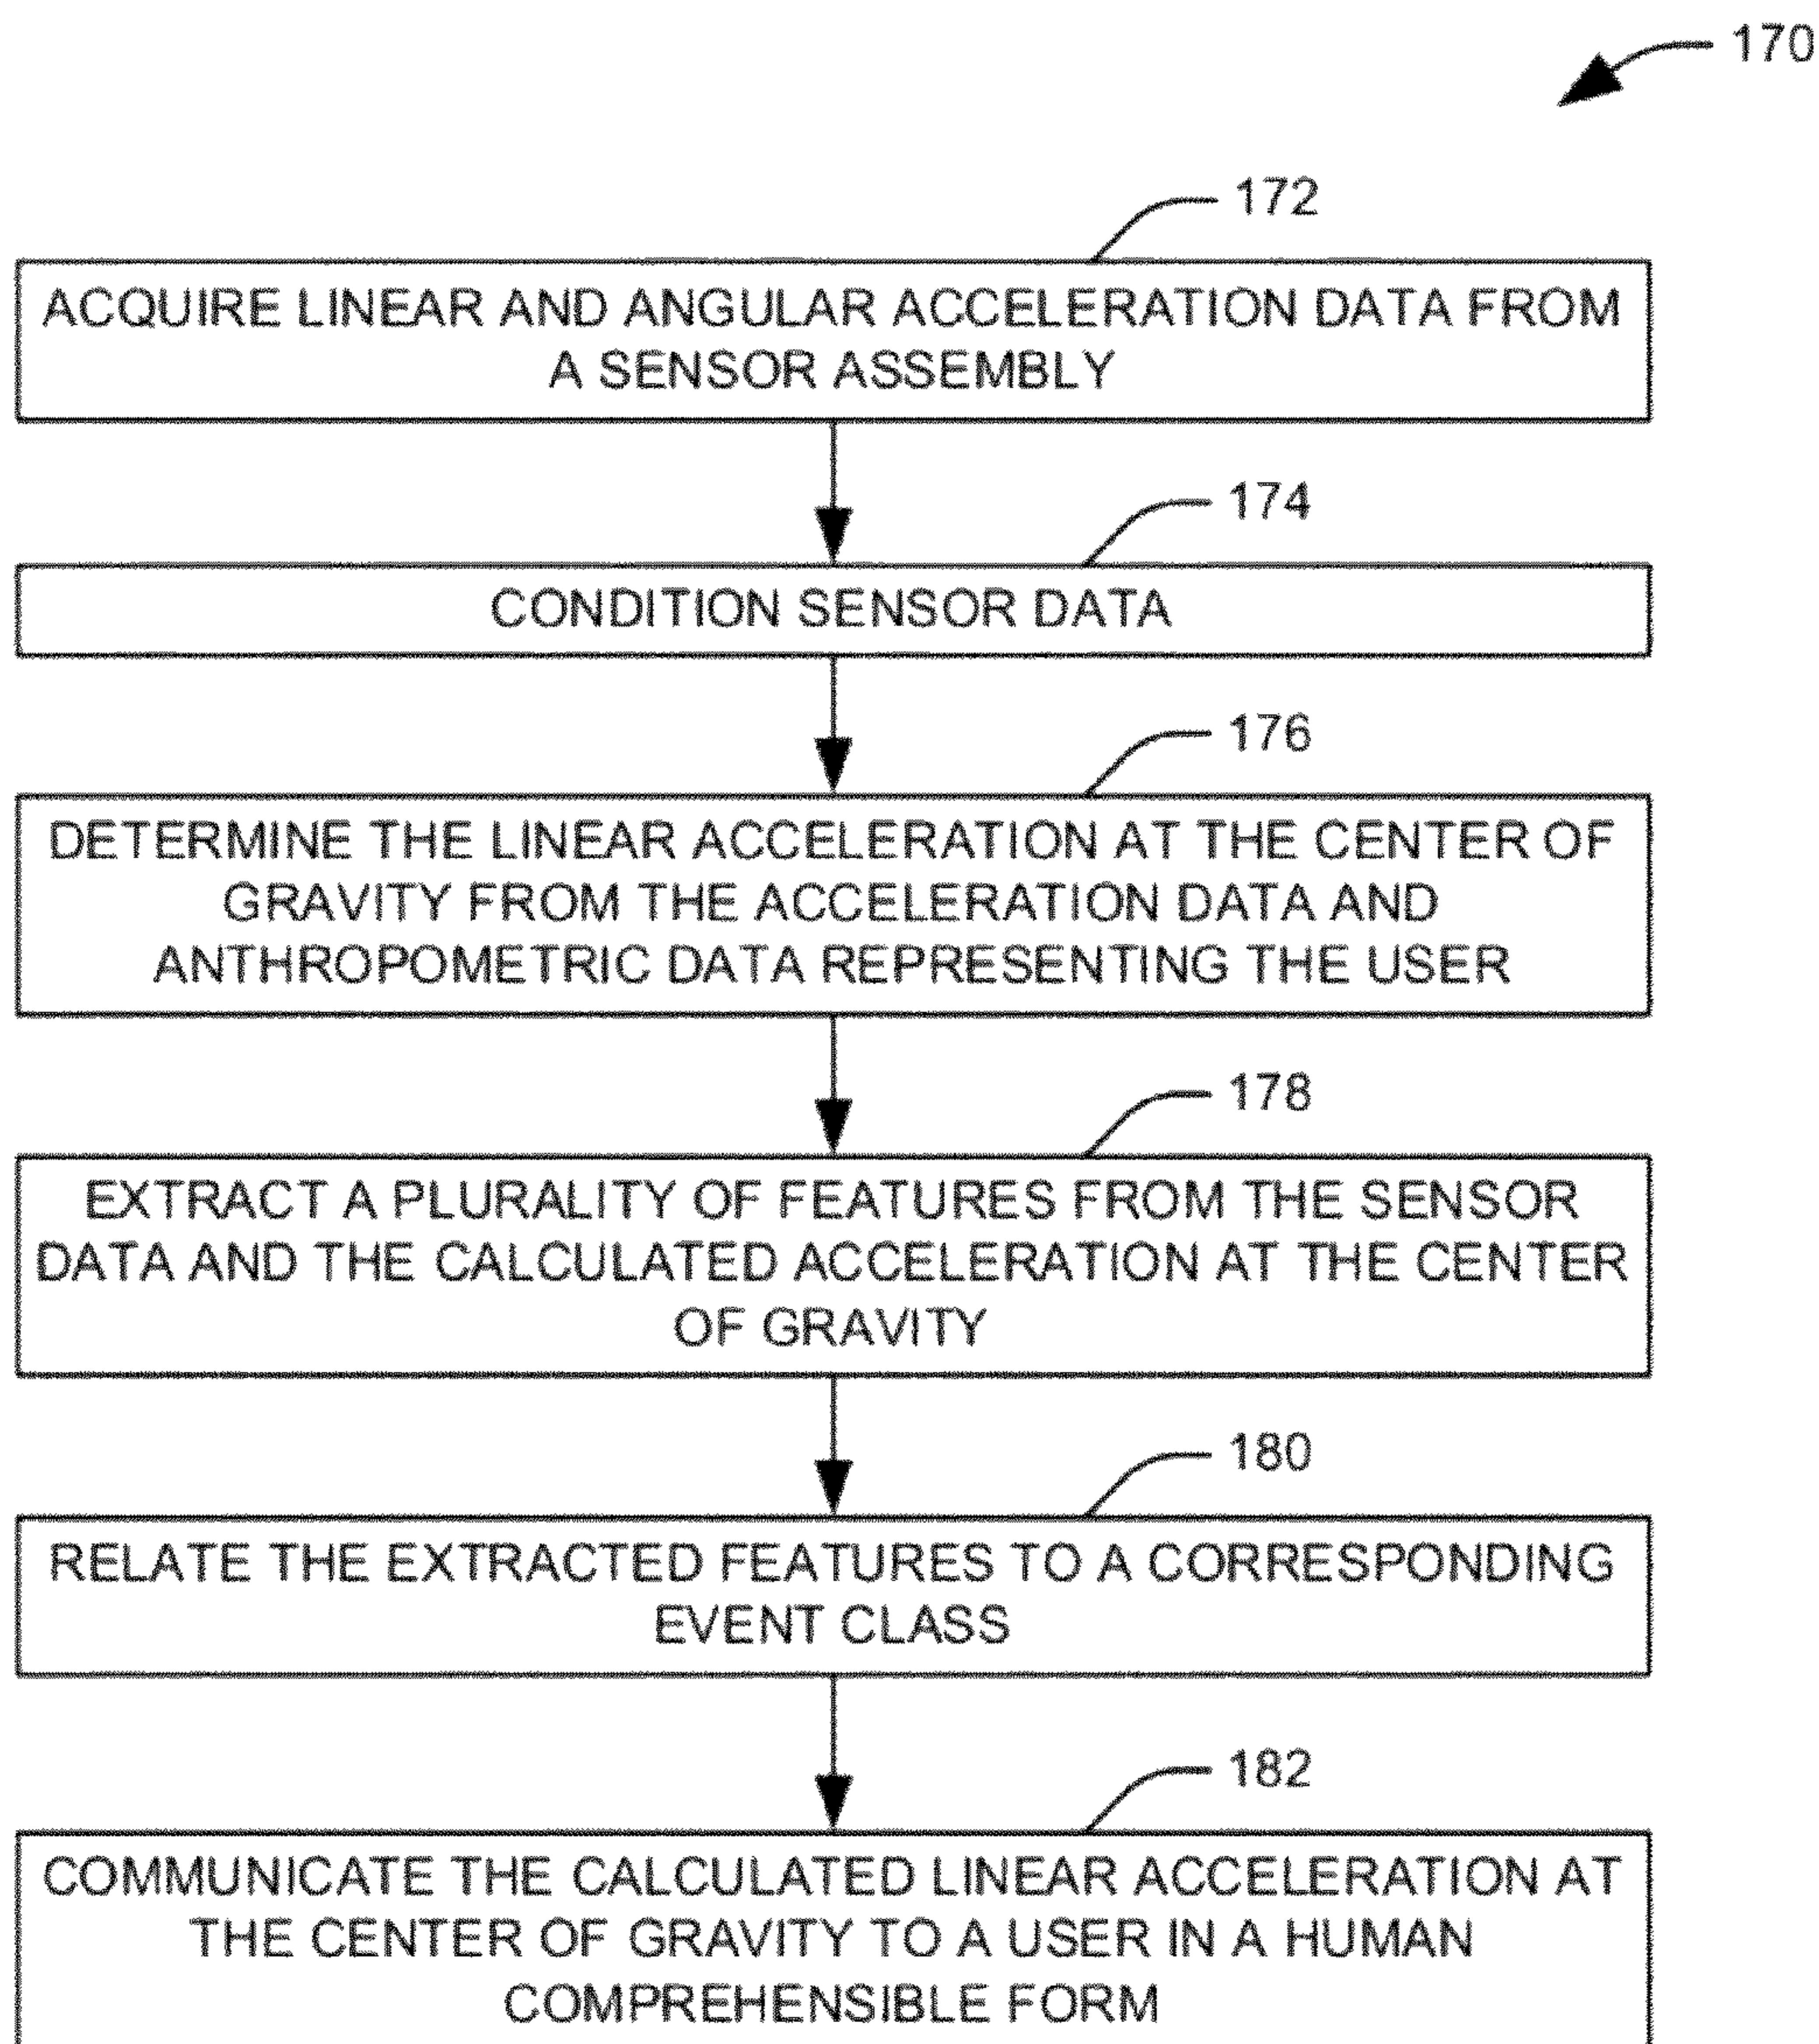 170
172
ACQUIRE LINEAR AND ANGULAR ACCELERATION DATA FROM
A SENSOR ASSEMBLY
174
CONDITION SENSOR DATA
176
DETERMINE THE LINEAR ACCELERATION AT THE CENTER OF
GRAVITY FROM THE ACCELERATION DATA AND
ANTHROPOMETRIC DATA REPRESENTING THE USER
178
EXTRACT A PLURALITY OF FEATURES FROM THE SENSOR
DATA AND THE CALCULATED ACCELERATION AT THE CENTER
OF GRAVITY
180
RELATE THE EXTRACTED FEATURES TO A CORRESPONDING
EVENT CLASS
182
COMMUNICATE THE CALCULATED LINEAR ACCELERATION AT
THE CENTER OF GRAVITY TO A USER IN A HUMAN
COMPREHENSIBLE FORM